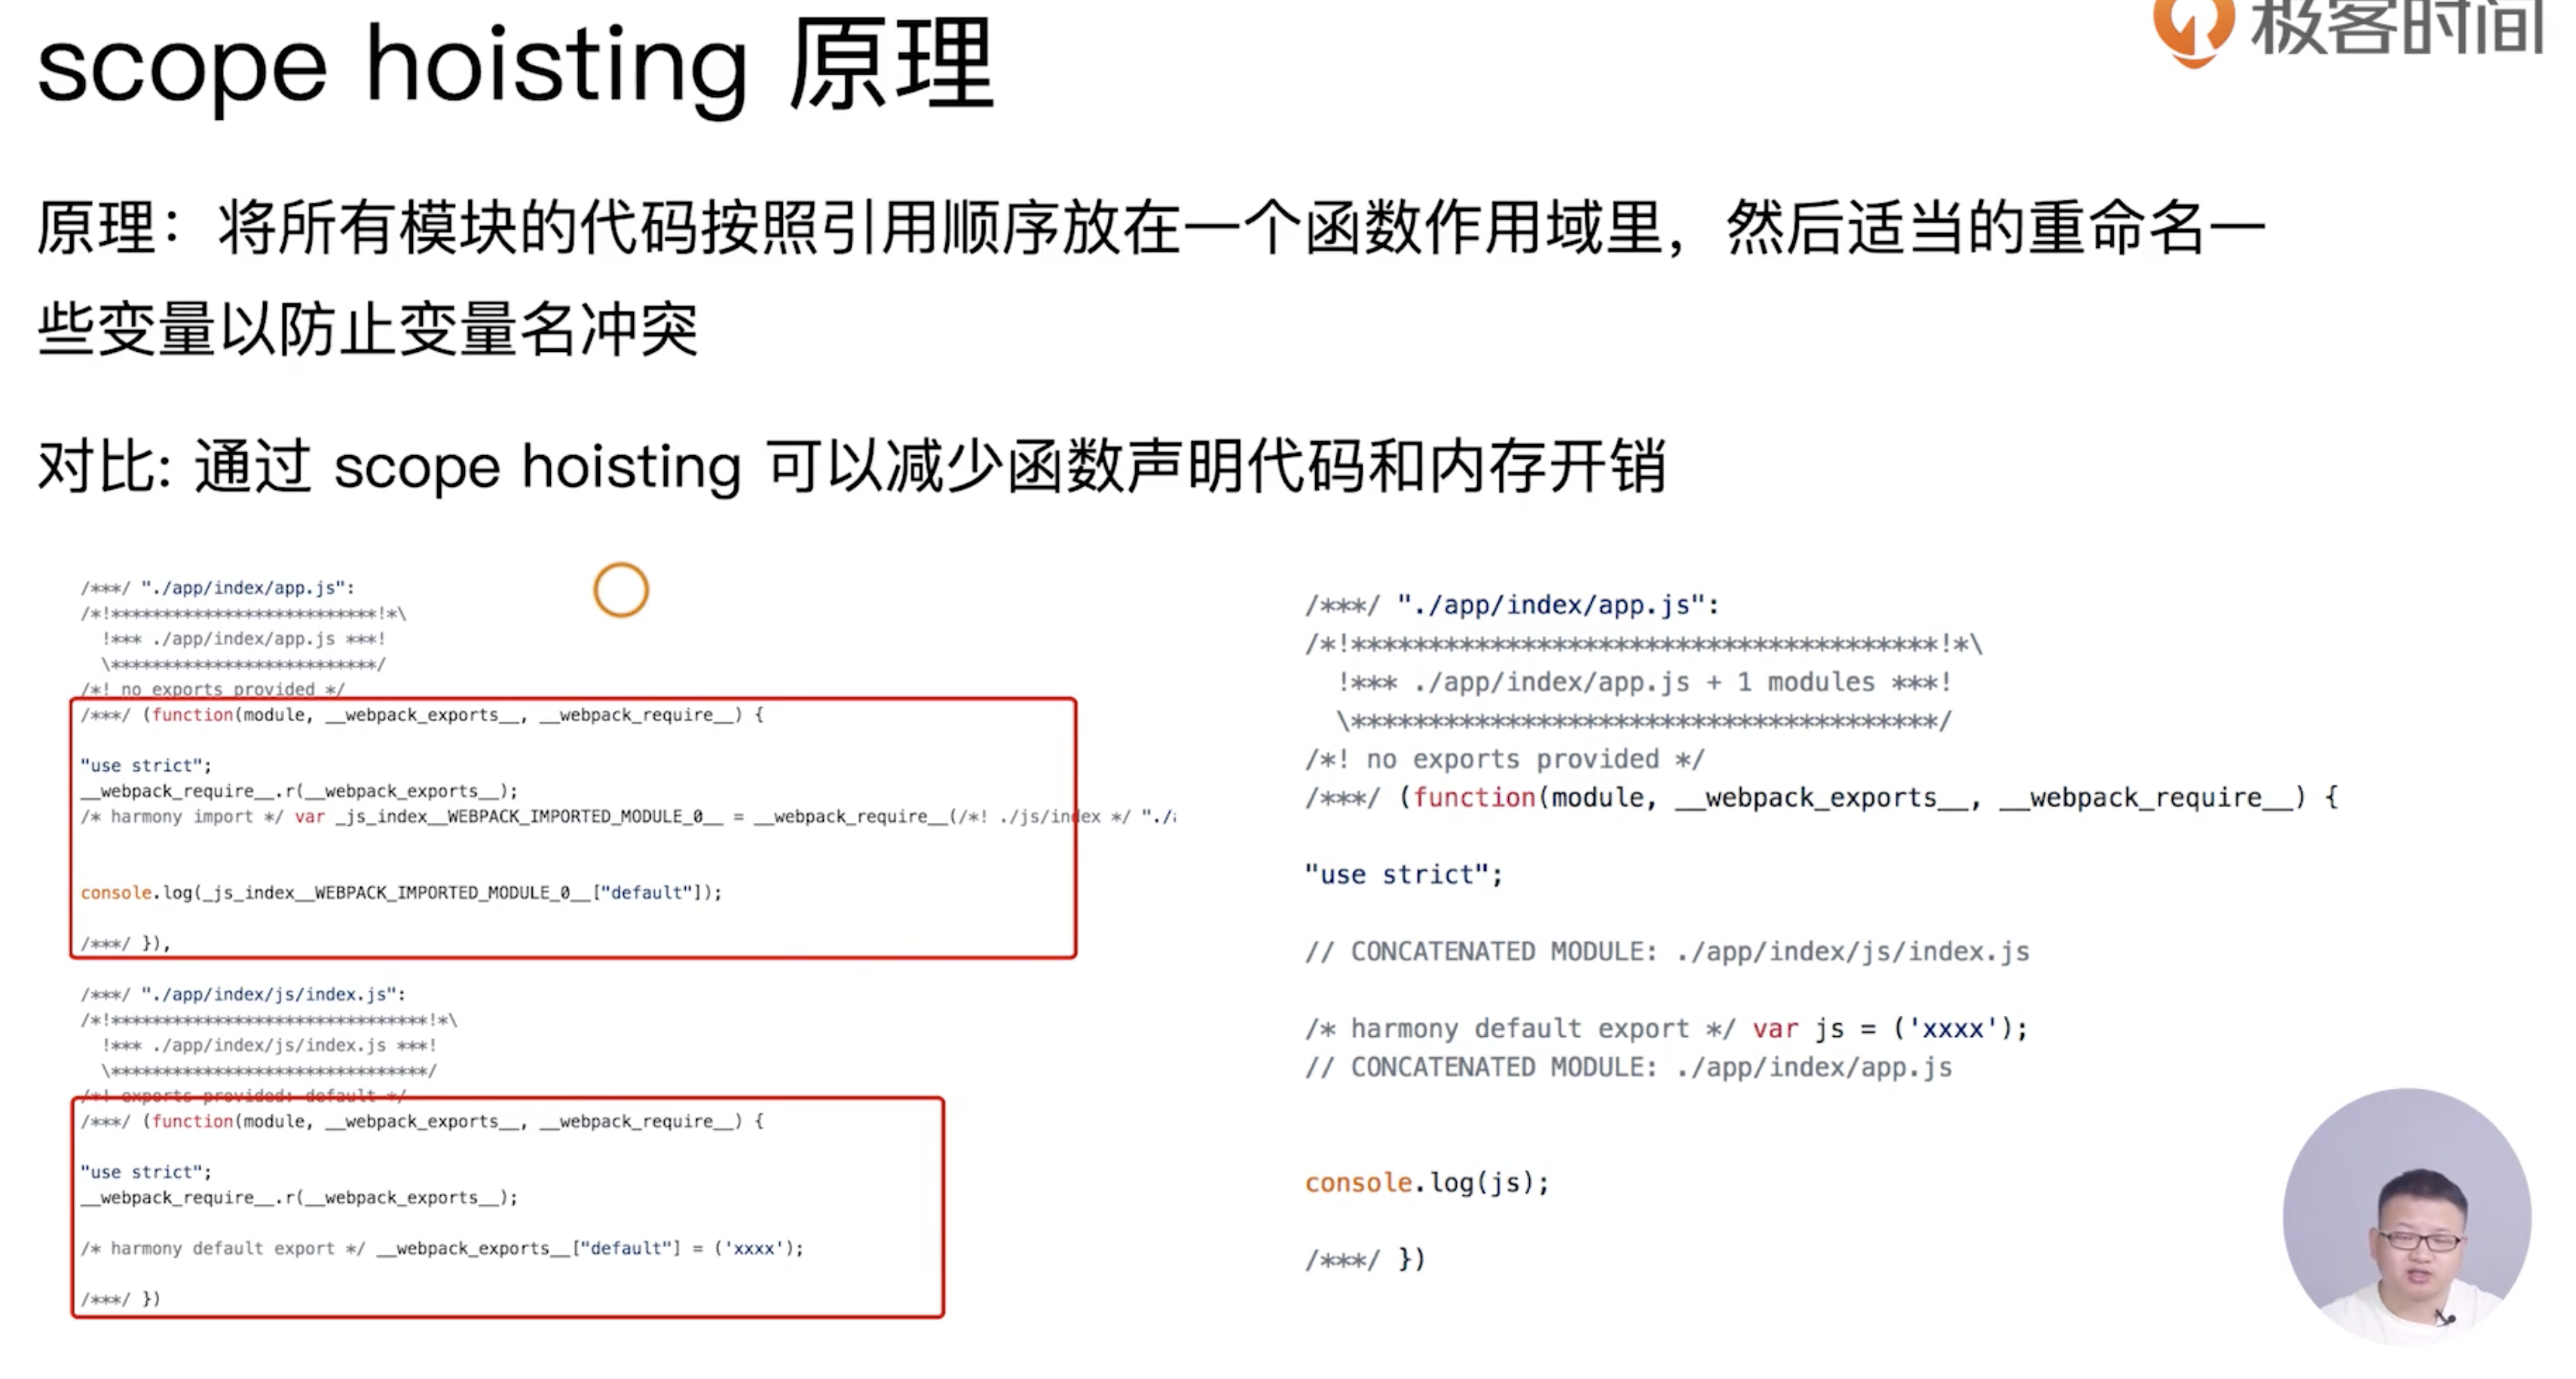 scope hoisting 原理
极客时间
原理：将所有模块的代码按照引用顺序放在一个函数作用域里，然后适当的重命名一
些变量以防止变量名冲突
对比: 通过 scope hoisting 可以减少函数声明代码和内存开销
/***/ "./app/index/app.js":
/*!**************************!*\
!*** ./app/index/app.js ***!
\**************************/
/*! no exports provided */
/***/ (function(module, __webpack_exports__, __webpack_require__) {
"use strict";
__webpack_require__.r(__webpack_exports__);
/* harmony import */ var _js_index__WEBPACK_IMPORTED_MODULE_0__ = __webpack_require__(/*! ./js/index */ "./
console.log(_js_index__WEBPACK_IMPORTED_MODULE_0__["default"]);
/***/ }),
/***/ "./app/index/js/index.js":
/*!*******************************!*\
!*** ./app/index/js/index.js ***!
\*******************************/
/*! exports provided: default */
/***/ (function(module, __webpack_exports__, __webpack_require__) {
"use strict";
__webpack_require__.r(__webpack_exports__);
/* harmony default export */ __webpack_exports__["default"] = ('xxxx');
/***/ })
/***/ "./app/index/app.js":
/*!**************************************!*\
!*** ./app/index/app.js + 1 modules ***!
\**************************************/
/*! no exports provided */
/***/ (function(module, __webpack_exports__, __webpack_require__) {
"use strict";
// CONCATENATED MODULE: ./app/index/js/index.js
/* harmony default export */ var js = ('xxxx');
// CONCATENATED MODULE: ./app/index/app.js
console.log(js);
/***/ })